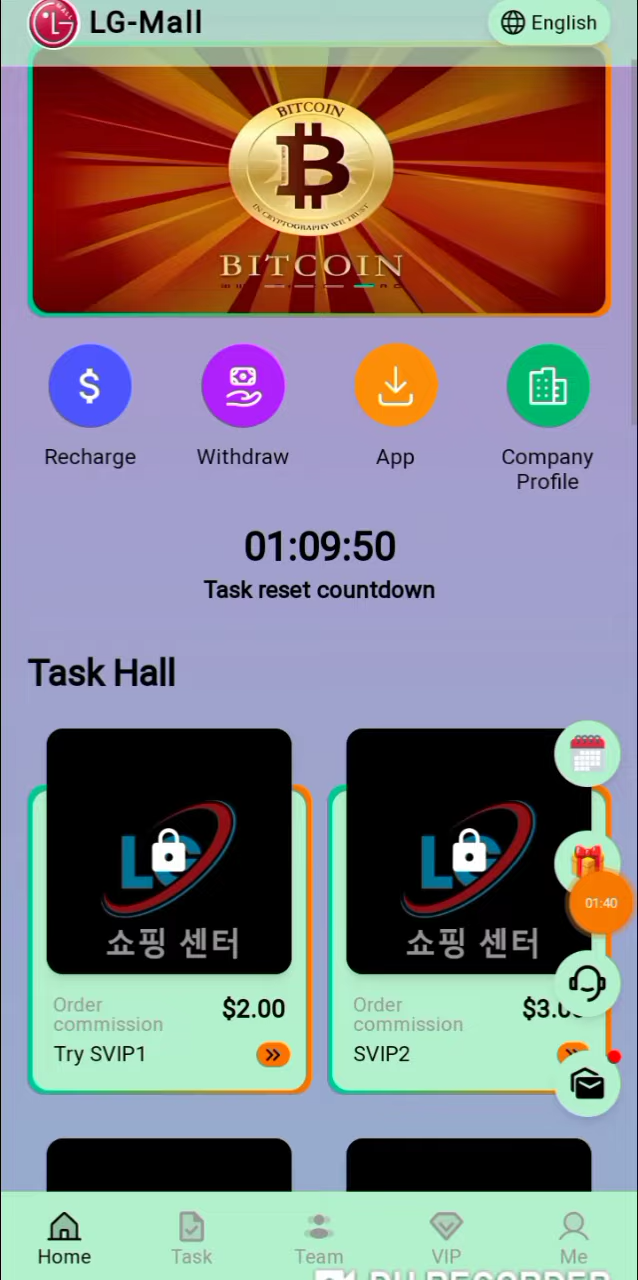 LG-Mall
English
BITCOIN
IN CRYPTOGRAPHY WE TRUST
BITCOIN
Recharge
Withdraw
App
Company
Profile
01:09:50
Task reset countdown
Task Hall
LG
쇼핑 센터
LG
쇼핑 센터
01:40
Order
commission
$2.00
Try SVIP1
Order
commission
SVIP2
Home
Task
Team
VIP
Me